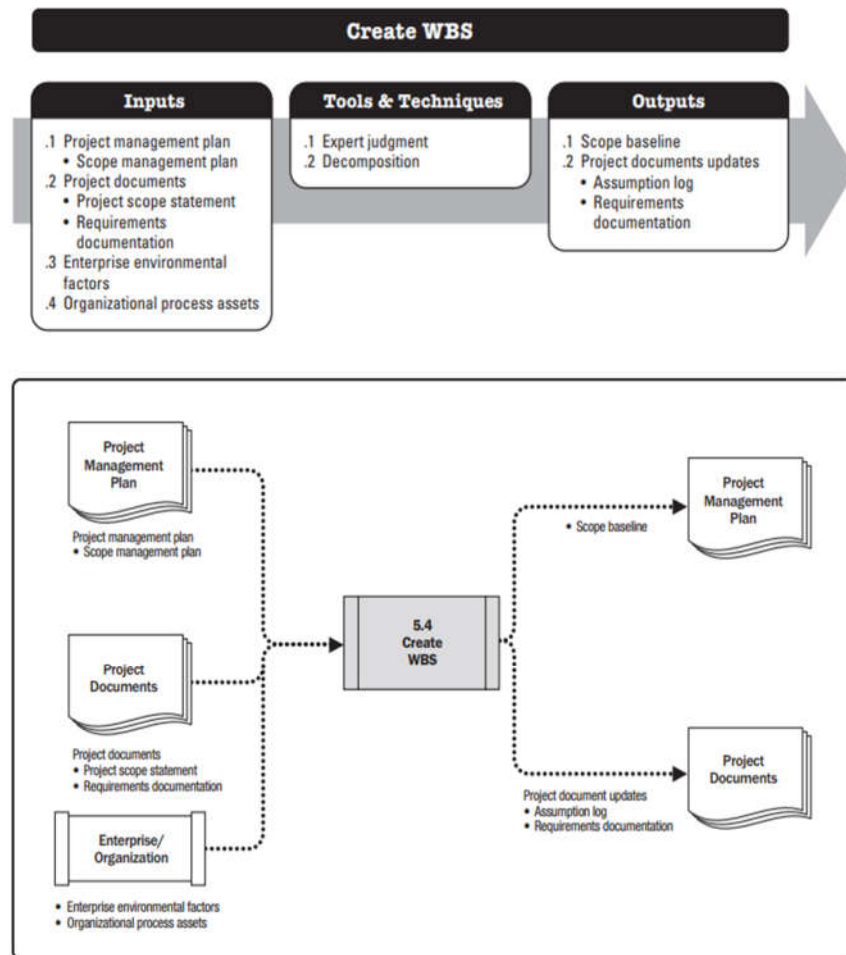 Create WBS
Inputs
.1 Project management plan
• Scope management plan
.2 Project documents
• Project scope statement
• Requirements
documentation
.3 Enterprise environmental
factors
.4 Organizational process assets
Tools & Techniques
.1 Expert judgment
.2 Decomposition
Outputs
.1 Scope baseline
.2 Project documents updates
• Assumption log
• Requirements
documentation
Project
Management
Plan
Project management plan
• Scope management plan
Project
Documents
Project documents
• Project scope statement
• Requirements documentation
Enterprise/
Organization
• Enterprise environmental factors
• Organizational process assets
5.4
Create
WBS
• Scope baseline
Project
Management
Plan
Project document updates
• Assumption log
• Requirements documentation
Project
Documents